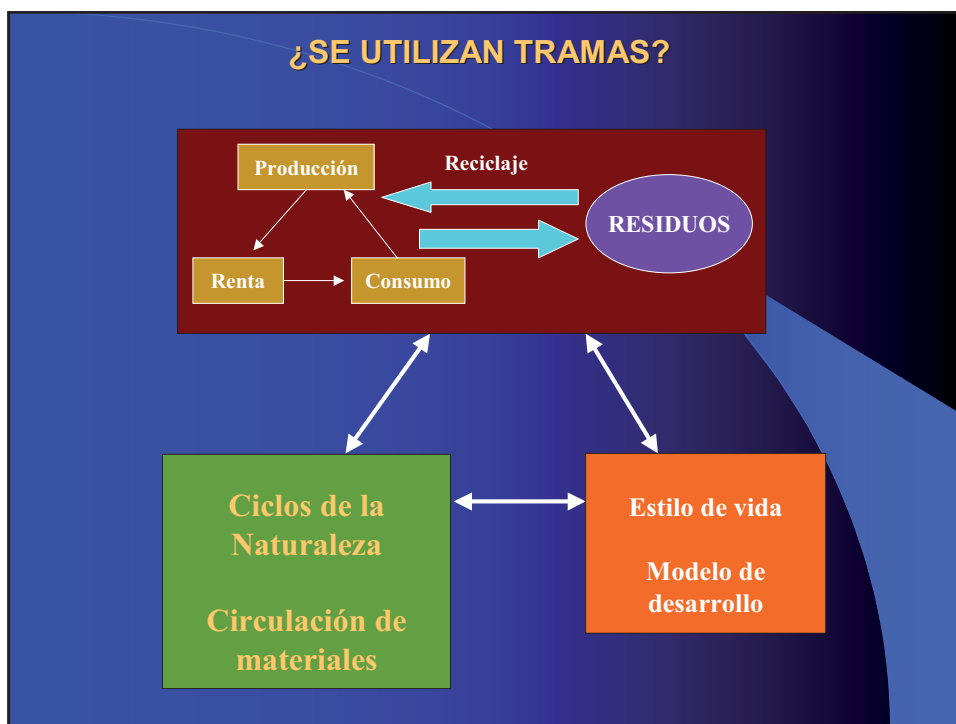 ¿SE UTILIZAN TRAMAS?
Producción
Reciclaje
RESIDUOS
Renta
Consumo
Ciclos de la
Naturaleza
Circulación de
materiales
Estilo de vida
Modelo de
desarrollo